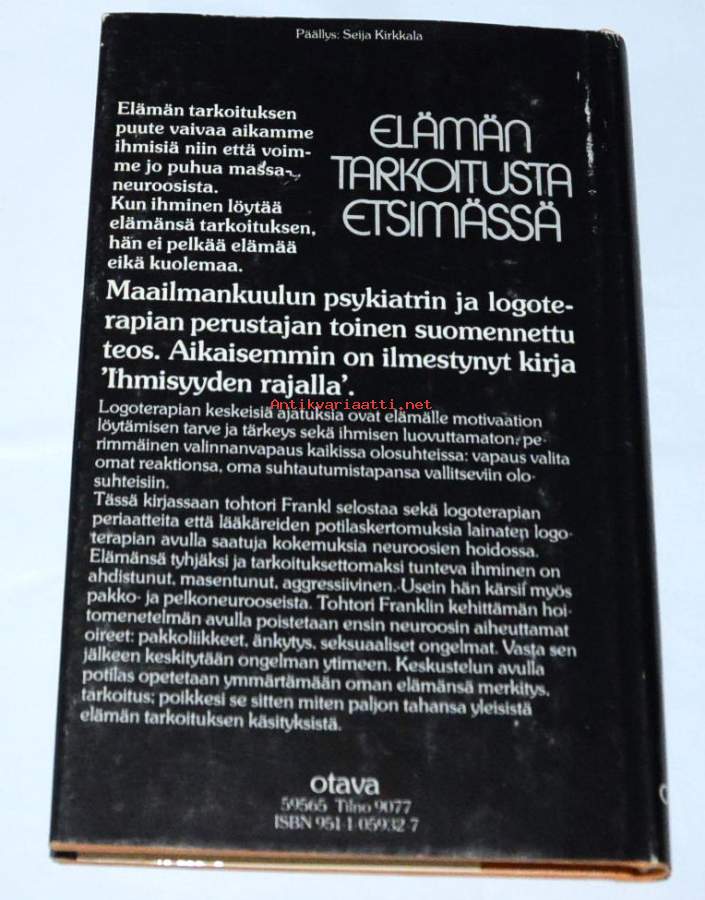 Päällys: Seija Kirkkala
Elämän tarkoituksen
puute vaivaa aikamme
ihmisiä niin että voim-
me jo puhua massa-
neuroosista.
Kun ihminen löytää
elämänsä tarkoituksen,
hän ei pelkää elämää
eikä kuolemaa.
ELÄMÄN
TARKOITUSTA
ETSIMÄSSÄ
Maailmankuulun psykiatrin ja logote-
rapian perustajan toinen suomennettu
teos. Aikaisemmin on ilmestynyt kirja
'Ihmisyyden rajalla'.
Antikvariaatti.net
Logoterapian keskeisiä ajatuksia ovat elämälle motivaation
löytämisen tarve ja tärkeys sekä ihmisen luovuttamaton, pe-
rimmäinen valinnanvapaus kaikissa olosuhteissa: vapaus valita
omat reaktionsa, oma suhtautumistapansa vallitseviin olo-
suhteisiin.
Tässä kirjassaan tohtori Frankl selostaa sekä logoterapian
periaatteita että lääkäreiden potilaskertomuksia lainaten logo-
terapian avulla saatuja kokemuksia neuroosien hoidossa.
Elämänsä tyhjäksi ja tarkoituksettomaksi tunteva ihminen on
ahdistunut, masentunut, aggressiivinen. Usein hän kärsii myös
pakko- ja pelkoneurooseista. Tohtori Franklin kehittämän hoi-
tomenetelmän avulla poistetaan ensin neuroosin aiheuttamat
oireet: pakkoliikkeet, änkytys, seksuaaliset ongelmat. Vasta sen
jälkeen keskitytään ongelman ytimeen. Keskustelun avulla
potilas opetetaan ymmärtämään oman elämänsä merkitys,
tarkoitus; poikkesi se sitten miten paljon tahansa yleisistä
elämän tarkoituksen käsityksistä.
otava
59565 Tilno 9077
ISBN 951-1-05932-7